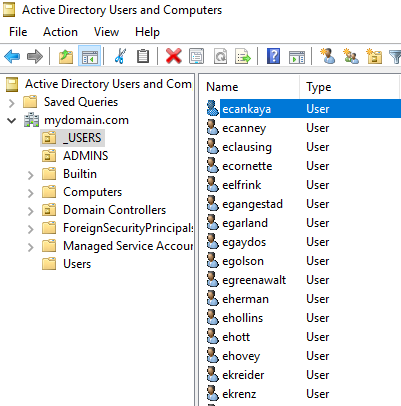 Active Directory Users and Computers
File Action View Help
Active Directory Users and Com
Saved Queries
mydomain.com
_USERS
ADMINS
Builtin
Computers
Domain Controllers
ForeignSecurityPrincipals
Managed Service Accour
Users
Name Type
ecankaya User
ecanney User
eclausing User
ecornette User
eelfrink User
egangestad User
egarland User
egaydos User
egolson User
egreenawalt User
eherman User
ehollins User
ehott User
ehovey User
ekreider User
ekrenz User